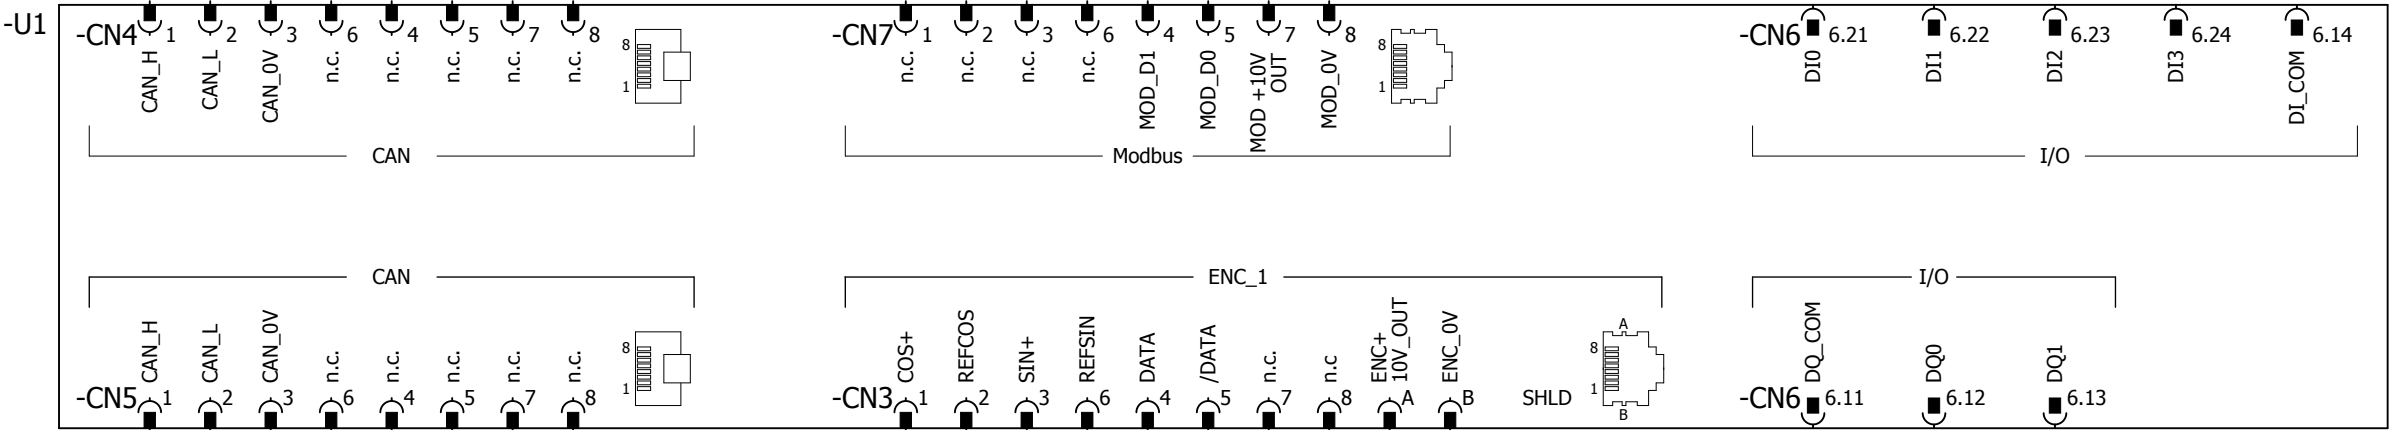 -U1
-CN4 1 2 3 6 4 5 7 8
CAN_H CAN_L CAN_0V n.c. n.c. n.c. n.c. n.c.
8
1
CAN
-CN7 1 2 3 6 4 5 7 8
n.c. n.c. n.c. n.c. MOD_D1 MOD_D0 MOD +10V OUT MOD_0V
8
1
Modbus
-CN6 6.21 6.22 6.23 6.24 6.14
DI0 DI1 DI2 DI3 DI_COM
I/O
CAN
CAN_H CAN_L CAN_0V n.c. n.c. n.c. n.c. n.c.
8
1
-CN5 1 2 3 6 4 5 7 8
ENC_1
COS+ REFCOS SIN+ REFSIN DATA /DATA n.c. n.c ENC+ 10V_OUT ENC_0V
-CN3 1 2 3 6 4 5 7 8 A B
SHLD
A
8
1
B
I/O
DQ_COM DQ0 DQ1
-CN6 6.11 6.12 6.13